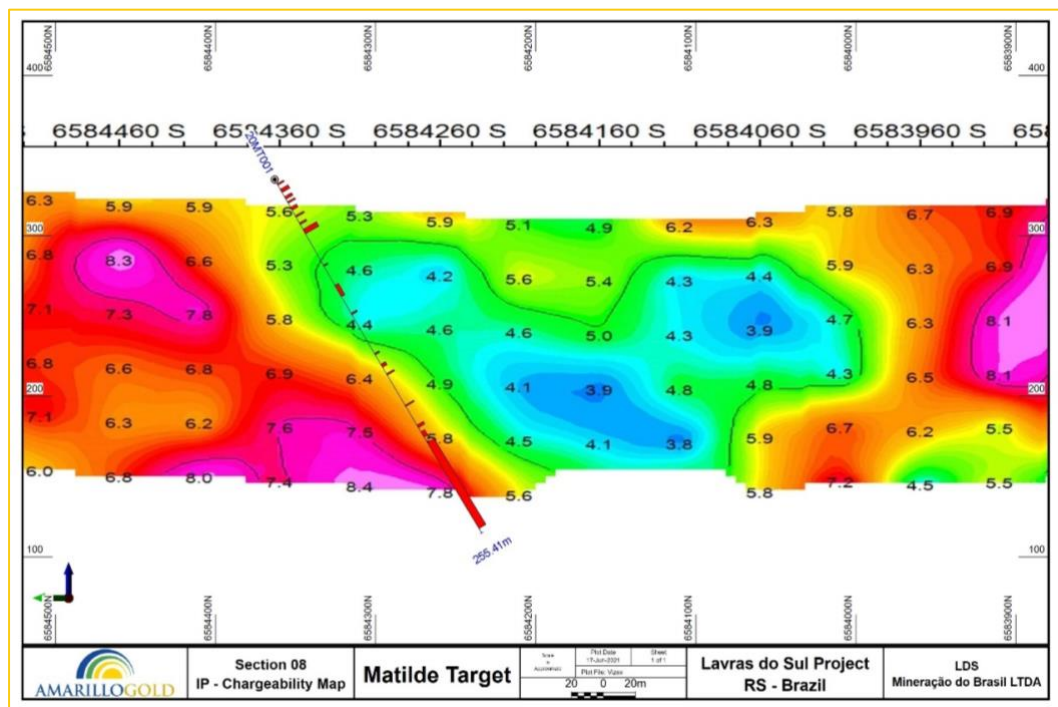 6584500N 6584400N 6584300N 6584200N 6584100N 6584000N 6583900N
400 400
6584460 S 6584360 S 6584260 S 6584160 S 6584060 S 6583960 S 658
20MT001
6.3 5.9 5.9 5.6 5.3 5.9 5.1 4.9 6.2 6.3 5.8 6.7 6.9
300 300
6.8 8.3 6.6 5.3 4.6 4.2 5.6 5.4 4.3 4.4 5.9 6.3 6.9
7.1 7.3 7.8 5.8 4.4 4.6 4.6 5.0 4.3 3.9 4.7 6.3 8.1
6.8 6.6 6.8 6.9 6.4 4.9 4.1 3.9 4.8 4.8 4.3 6.5 8.1
200 200
7.1 6.3 6.2 7.6 7.5 5.8 4.5 4.1 3.8 5.9 6.7 6.2 5.5
6.0 6.8 8.0 7.4 8.4 7.8 5.6 5.8 7.2 4.5 5.5
255.41m
100 100
6584500N 6584400N 6584300N 6584200N 6584100N 6584000N 6583900N
AMARILLOGOLD
Section 08
IP - Chargeability Map
Matilde Target
Plot Date
17-Jun-2021
Sheet
1 of 1
20 0 20m
Lavras do Sul Project
RS - Brazil
LDS
Mineração do Brasil LTDA